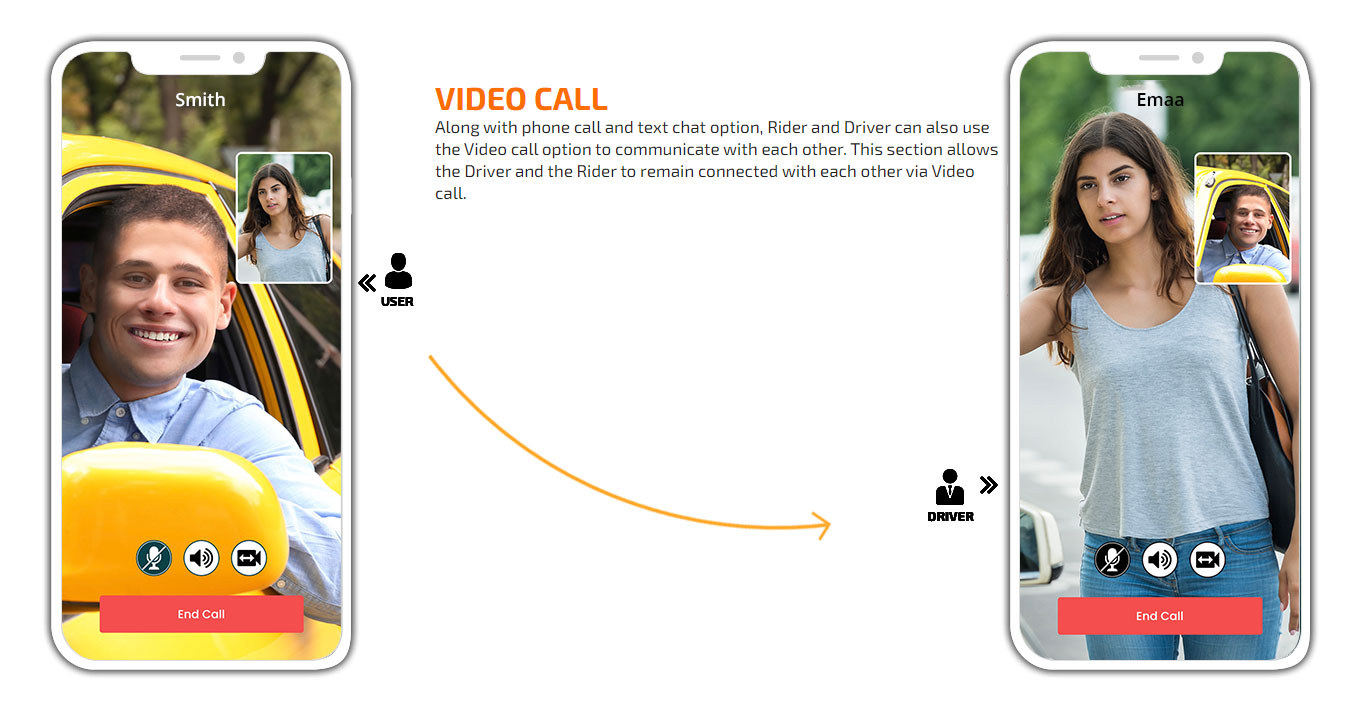 Smith
VIDEO CALL
Along with phone call and text chat option, Rider and Driver can also use
the Video call option to communicate with each other. This section allows
the Driver and the Rider to remain connected with each other via Video
call.
USER
End Call
Emaa
DRIVER
End Call